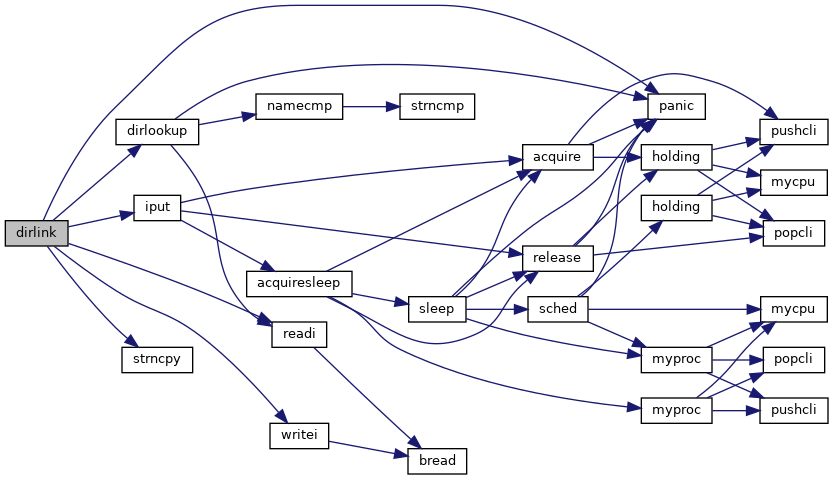 dirlink
dirlookup
iput
strncpy
namecmp
acquiresleep
readi
writei
strncmp
sleep
bread
acquire
release
sched
panic
holding
holding
myproc
myproc
pushcli
mycpu
popcli
mycpu
popcli
pushcli